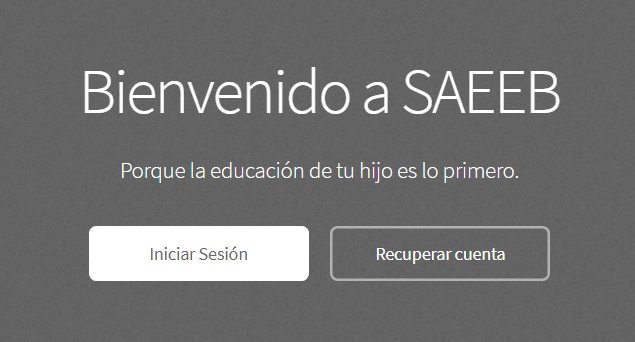 Bienvenido a SAEEB
Porque la educación de tu hijo es lo primero.
Iniciar Sesión
Recuperar cuenta